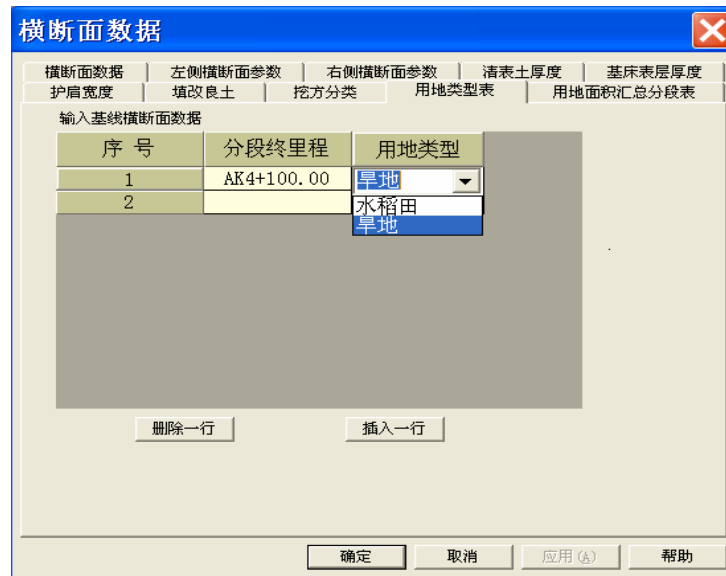 横断面数据
横断面数据 左侧横断面参数 右侧横断面参数 清表土厚度 基床表层厚度
护肩宽度 填改良土 挖方分类 用地类型表 用地面积汇总分段表
输入基线横断面数据
序号 分段终里程 用地类型
1 AK4+100.00 旱地
2 水稻田
旱地
删除一行 插入一行
确定 取消 应用(A) 帮助